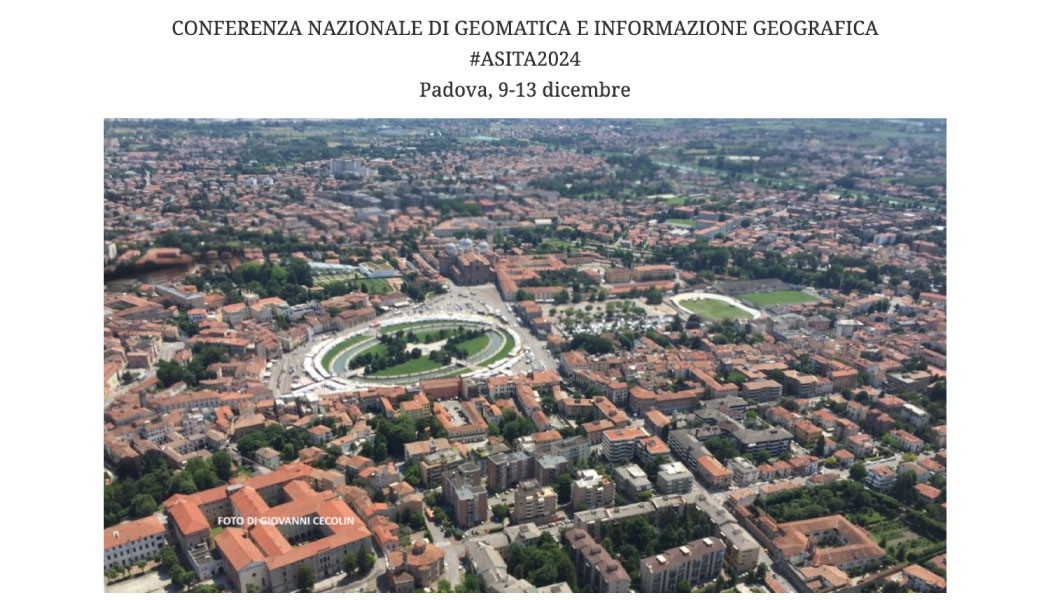 CONFERENZA NAZIONALE DI GEOMATICA E INFORMAZIONE GEOGRAFICA
#ASITA2024
Padova, 9-13 dicembre
FOTO DI GIOVANNI CECOLIN